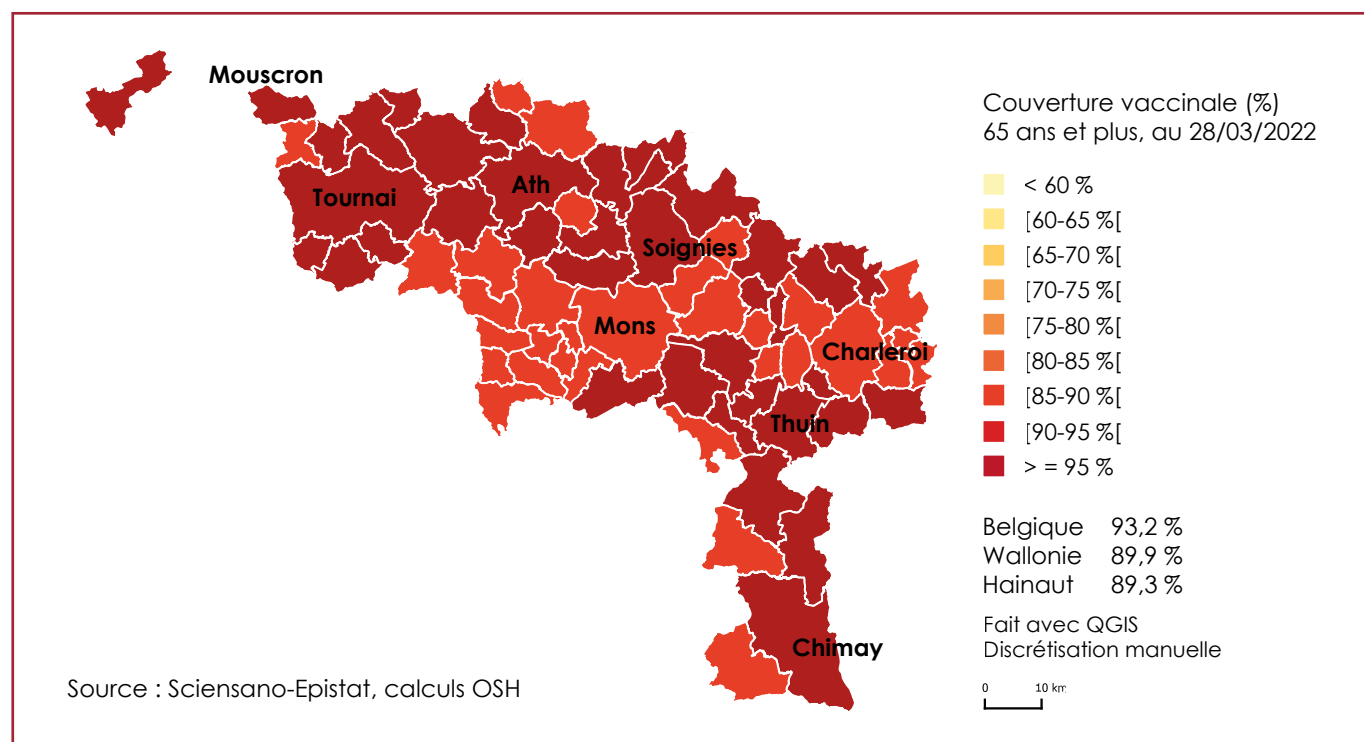 Mouscron
Tournai
Ath
Soignies
Mons
Charleroi
Thuin
Chimay
Couverture vaccinale (%)
65 ans et plus, au 28/03/2022
< 60 %
[60-65 %[
[65-70 %[
[70-75 %[
[75-80 %[
[80-85 %[
[85-90 %[
[90-95 %[
> = 95 %
Belgique 93,2 %
Wallonie 89,9 %
Hainaut 89,3 %
Fait avec QGIS
Discrétisation manuelle
0 10 km
Source : Sciensano-Epistat, calculs OSH